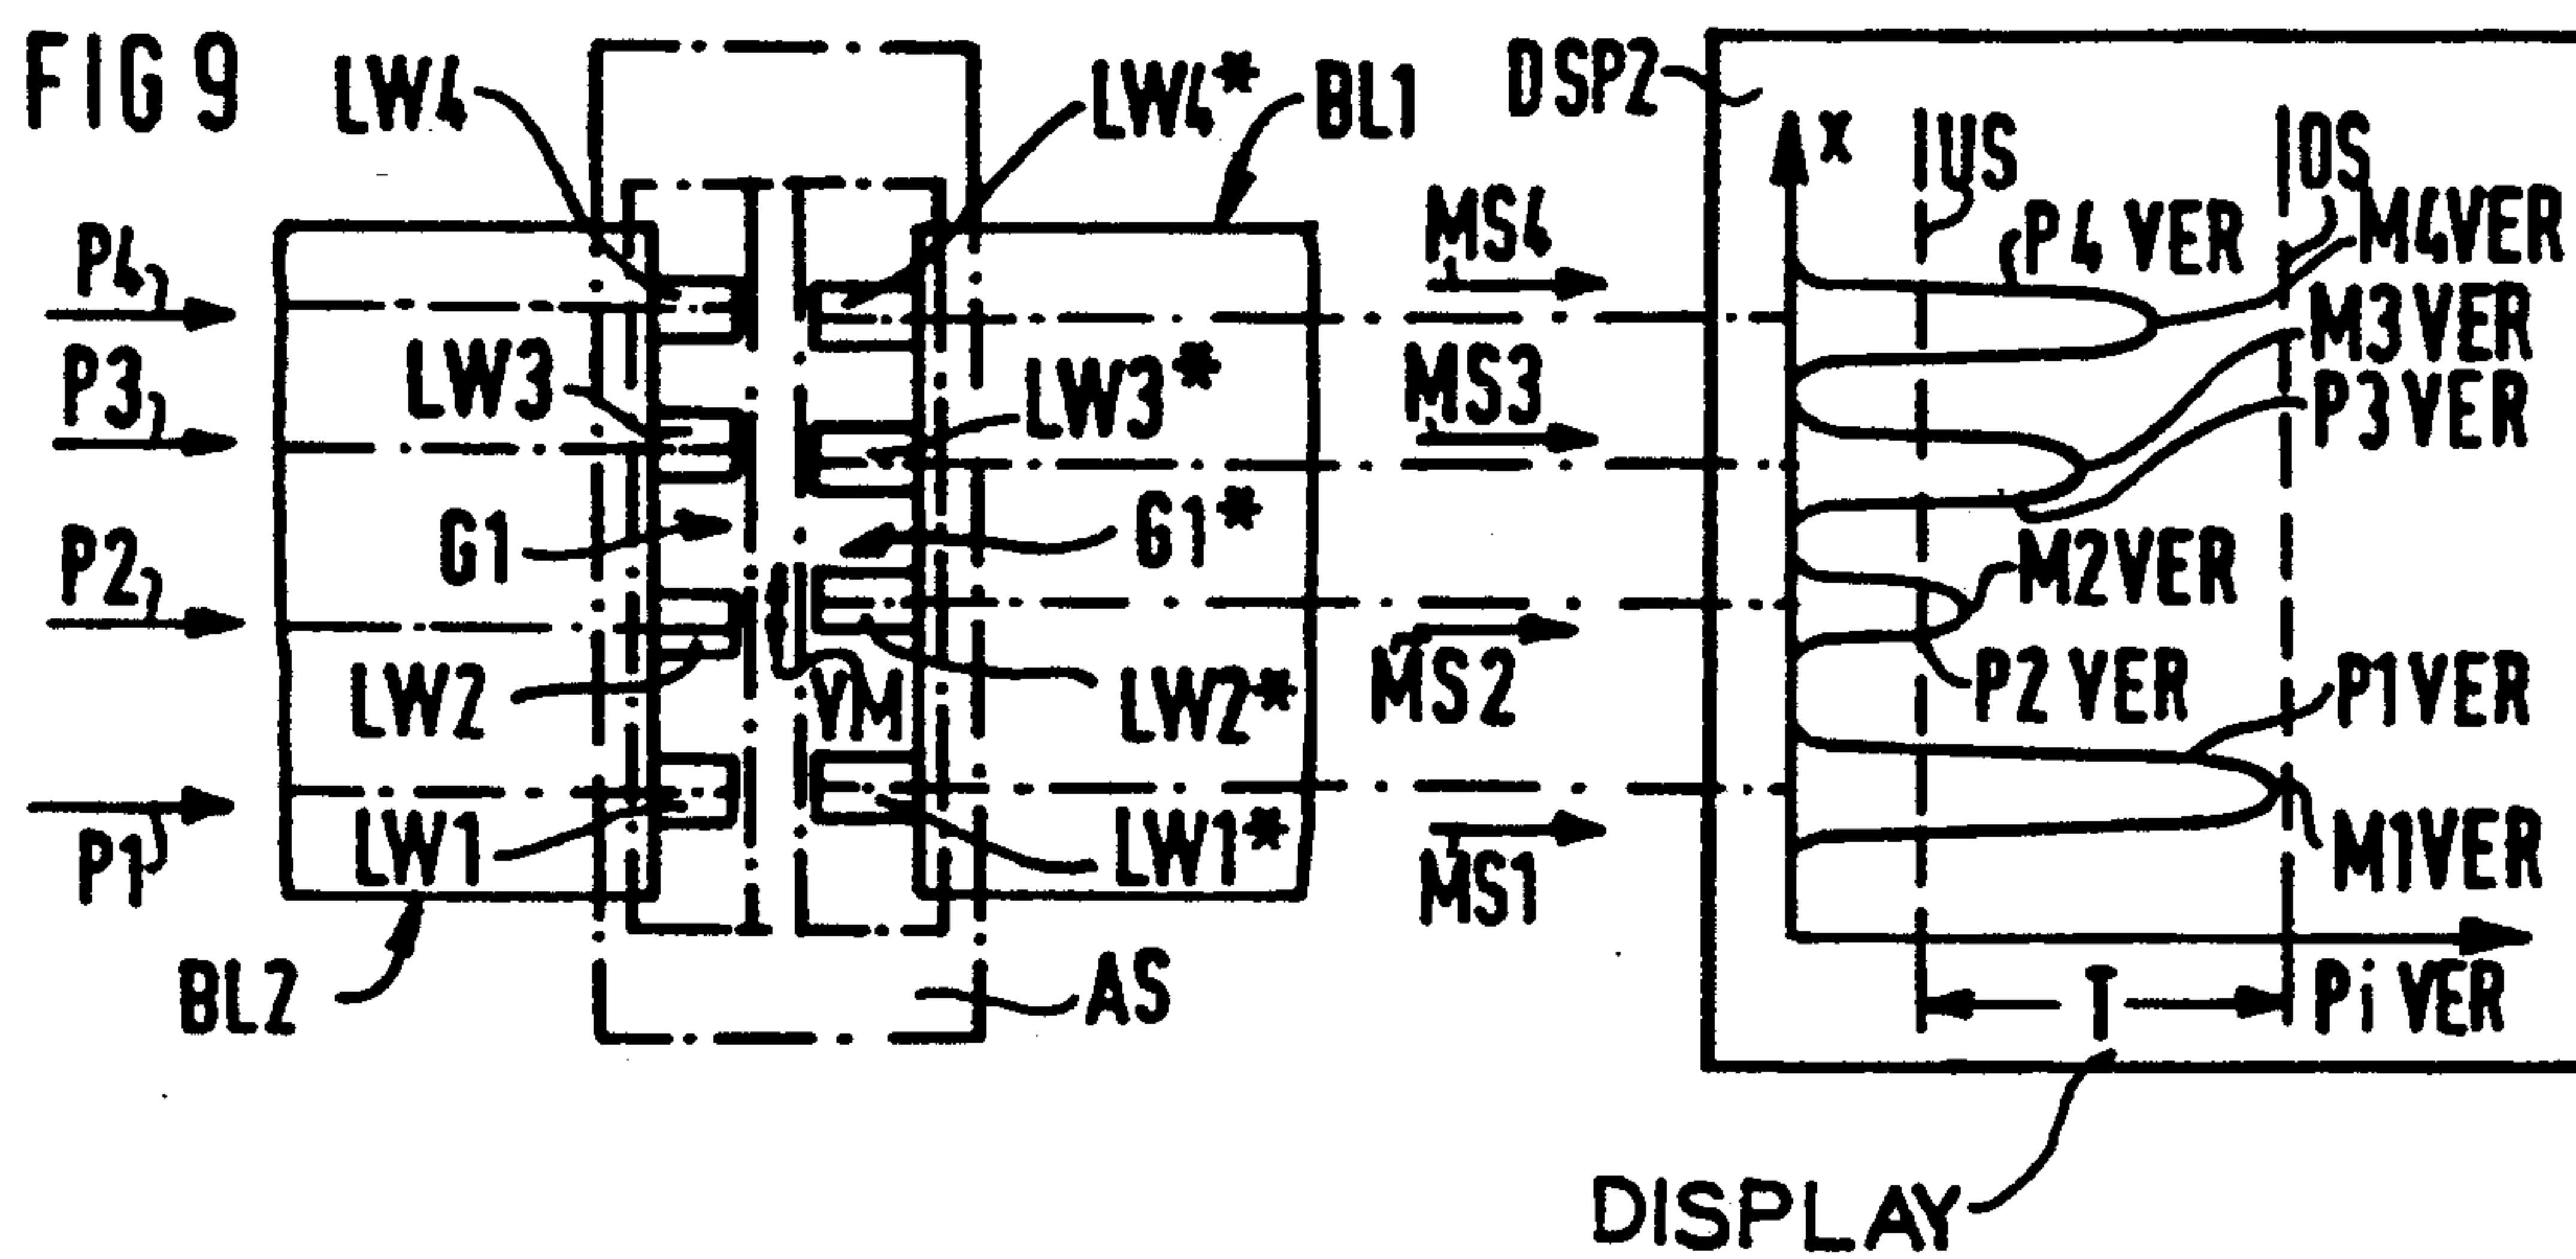 FIG 9
LW4
LW4*
BL1
DSP2
X
US
OS
P4
MS4
P4 VER
M4VER
P3
LW3
LW3*
MS3
M3VER
P3VER
P2
G1
G1*
M2VER
LW2
VM
LW2*
MS2
P2 VER
P1VER
P1
LW1
LW1*
MS1
M1VER
BL2
AS
T
Pi VER
DISPLAY